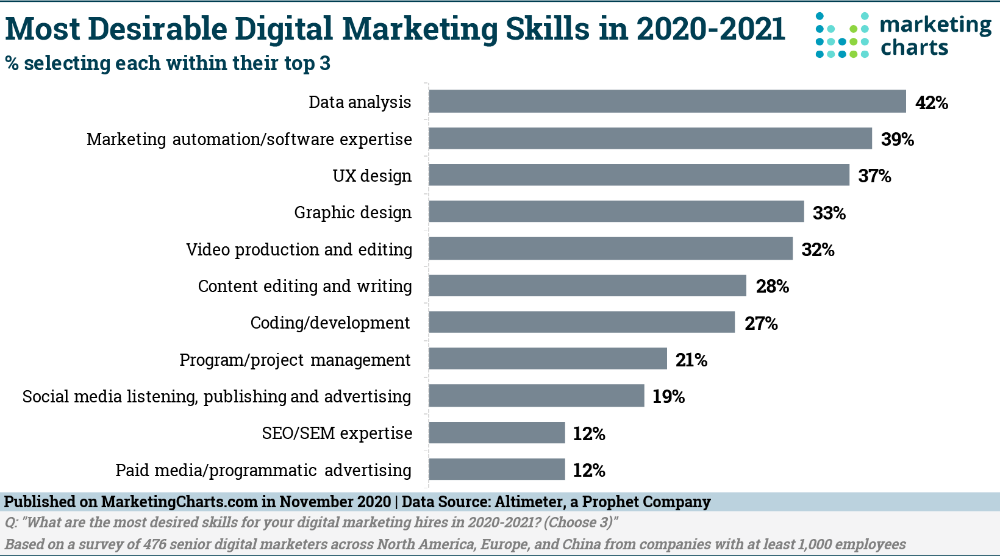 Most Desirable Digital Marketing Skills in 2020-2021
% selecting each within their top 3
marketing
charts
Data analysis 42%
Marketing automation/software expertise 39%
UX design 37%
Graphic design 33%
Video production and editing 32%
Content editing and writing 28%
Coding/development 27%
Program/project management 21%
Social media listening, publishing and advertising 19%
SEO/SEM expertise 12%
Paid media/programmatic advertising 12%
Published on MarketingCharts.com in November 2020 | Data Source: Altimeter, a Prophet Company
Q: "What are the most desired skills for your digital marketing hires in 2020-2021? (Choose 3)"
Based on a survey of 476 senior digital marketers across North America, Europe, and China from companies with at least 1,000 employees